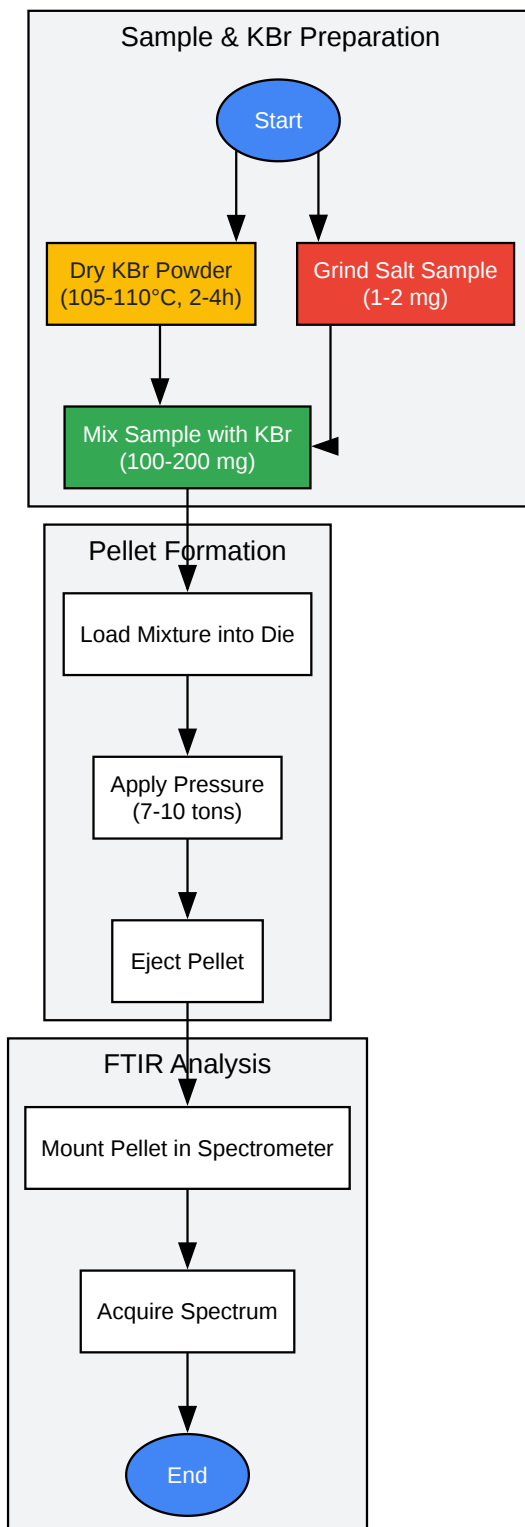 Sample & KBr Preparation
Start
Dry KBr Powder
(105-110°C, 2-4h)
Grind Salt Sample
(1-2 mg)
Mix Sample with KBr
(100-200 mg)
Pellet Formation
Load Mixture into Die
Apply Pressure
(7-10 tons)
Eject Pellet
FTIR Analysis
Mount Pellet in Spectrometer
Acquire Spectrum
End